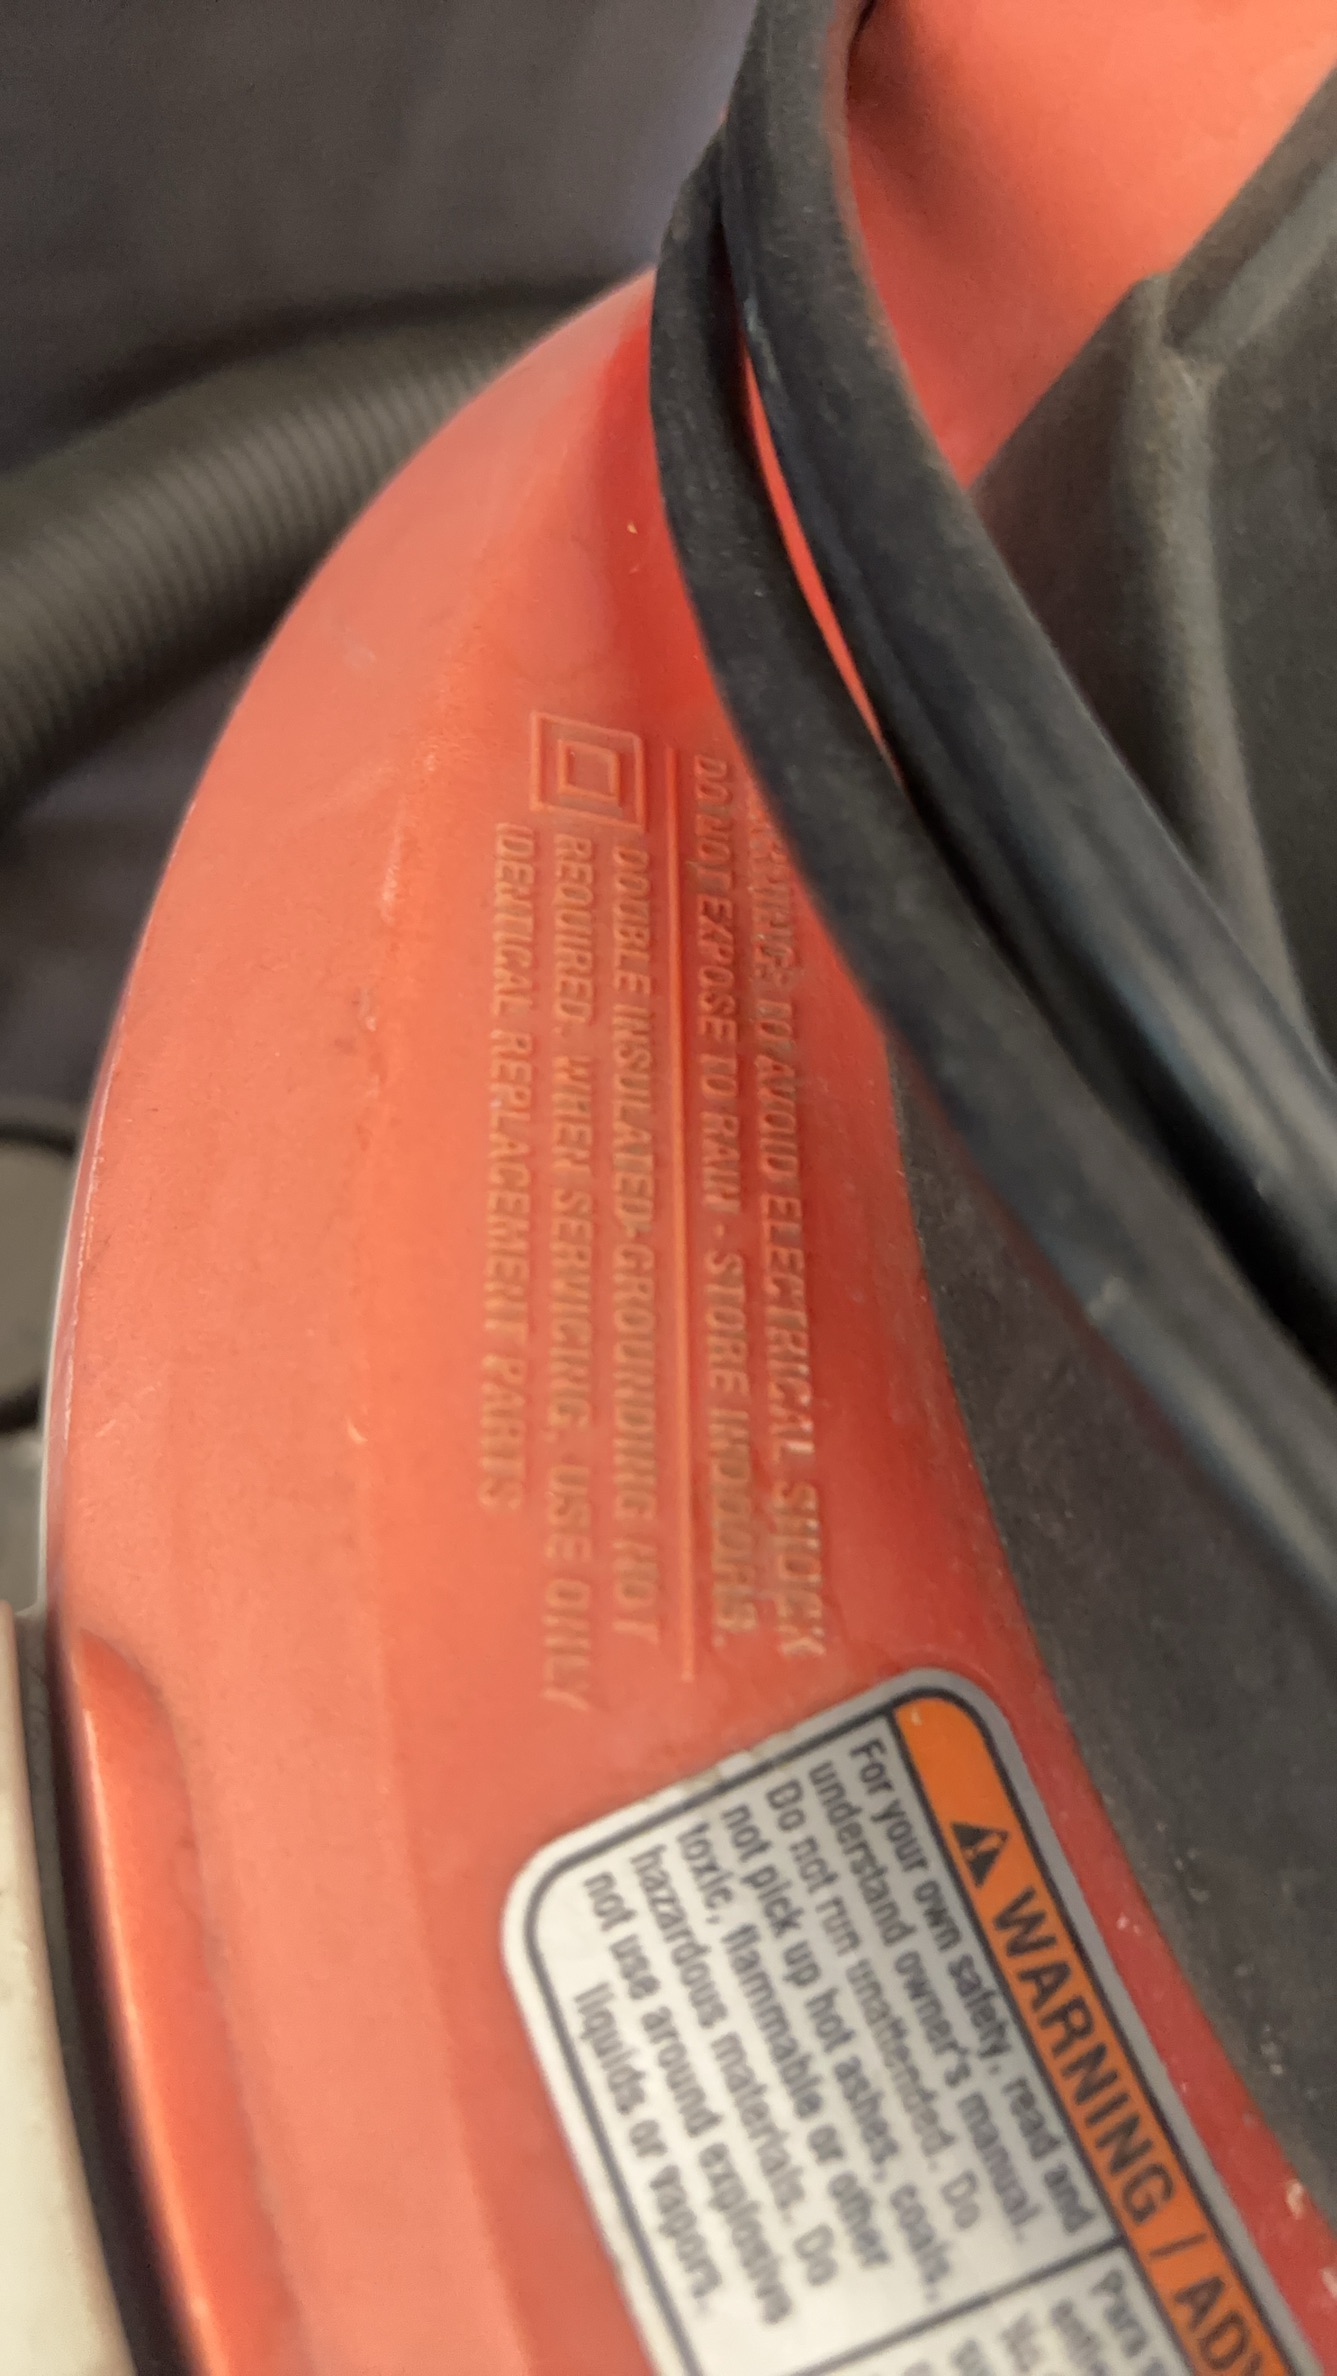 WARNING: TO AVOID ELECTRICAL SHOCK
DO NOT EXPOSE TO RAIN - STORE INDOORS.
DOUBLE INSULATED-GROUNDING NOT
REQUIRED. WHEN SERVICING, USE ONLY
IDENTICAL REPLACEMENT PARTS
WARNING / ADV
For your own safety, read and
understand owner's manual.
Do not run unattended. Do
not pick up hot ashes, coals,
toxic, flammable or other
hazardous materials. Do
not use around explosive
liquids or vapors.
Para